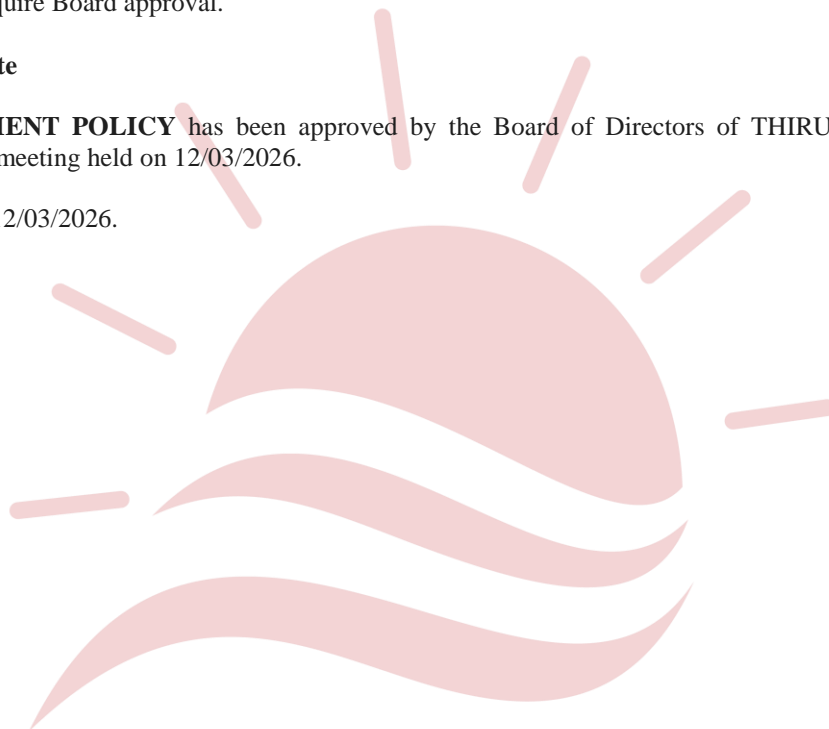 quire Board approval.
te
IENT POLICY has been approved by the Board of Directors of THIRU
meeting held on 12/03/2026.
2/03/2026.